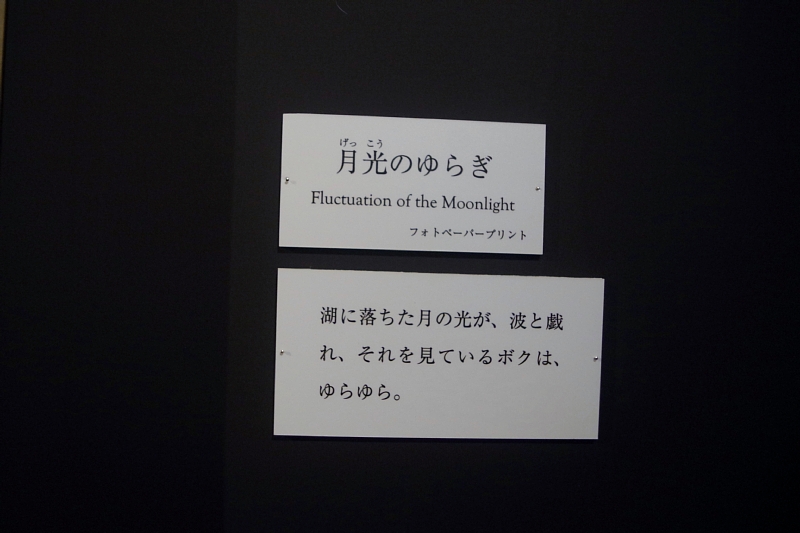 げっ こう
月光のゆらぎ
Fluctuation of the Moonlight
フォトペーパープリント
湖に落ちた月の光が、波と戯
れ、それを見ているボクは、
ゆらゆら。